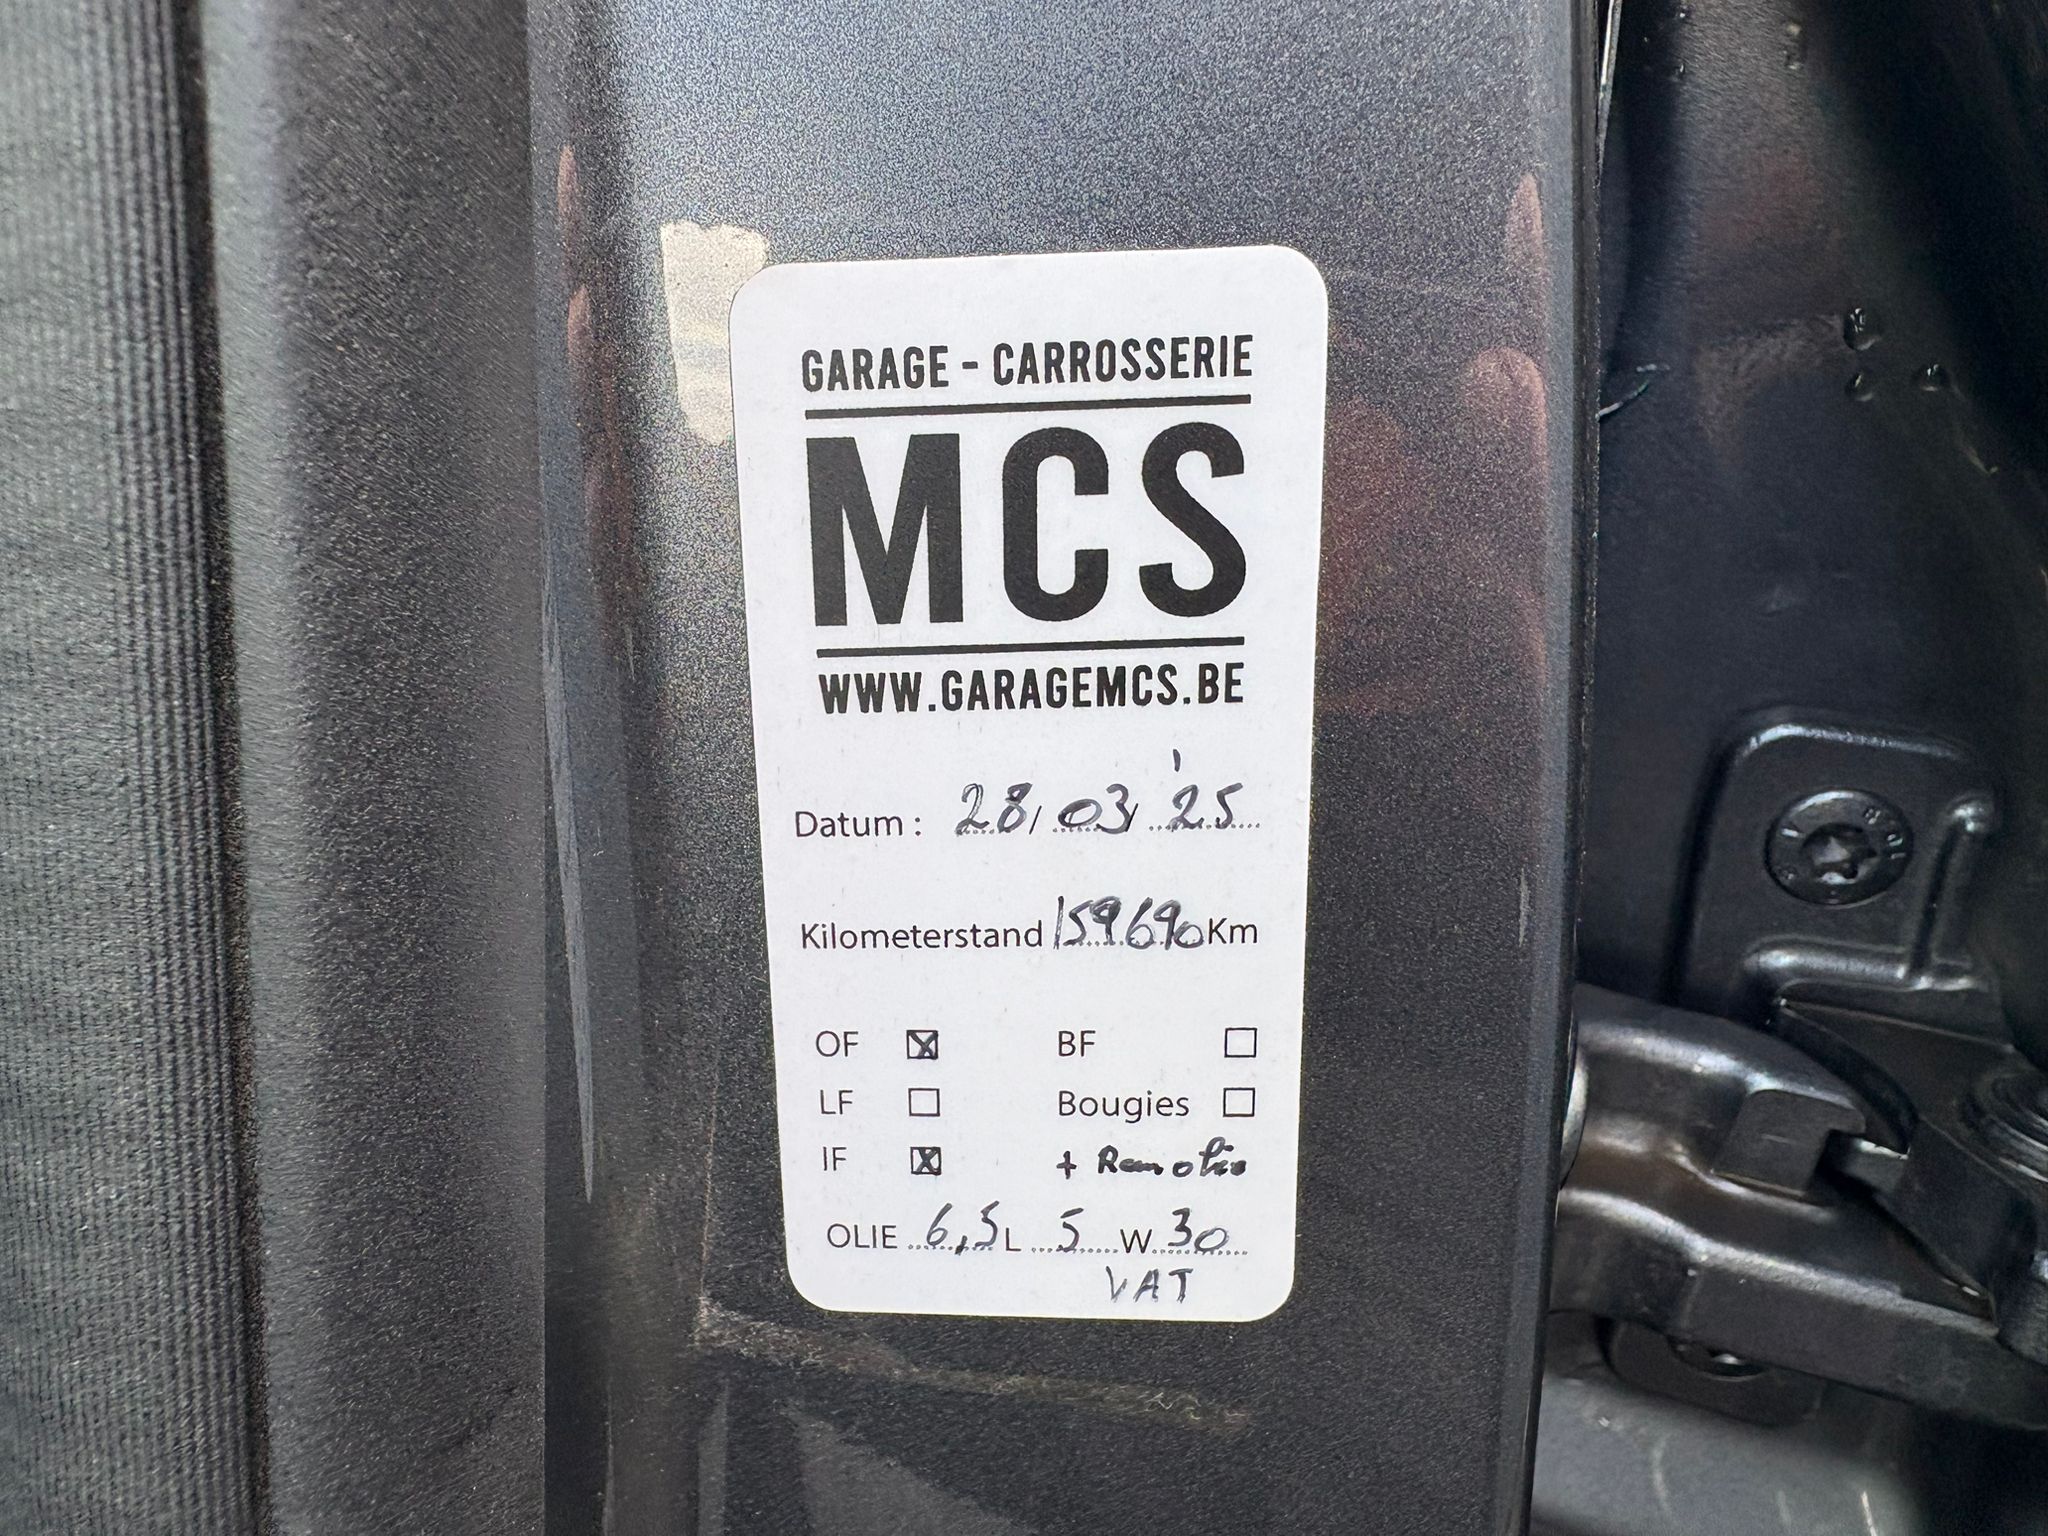 GARAGE - CARROSSERIE
MCS
WWW.GARAGEMCS.BE
Datum : 28/03/'25
Kilometerstand 159690 Km
OF ☒ BF ☐
LF ☐ Bougies ☐
IF ☒ + Remolie
OLIE 6,5 L 5 W 30
VAT